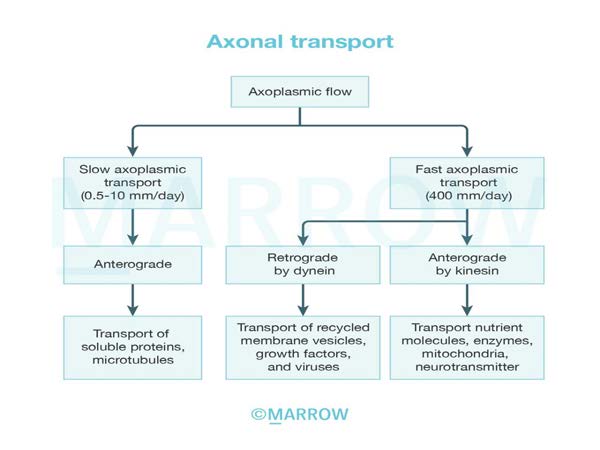 Axonal transport
Axoplasmic flow
Slow axoplasmic
transport
(0.5-10 mm/day)
Fast axoplasmic
transport
(400 mm/day)
MARROW
Anterograde
Retrograde
by dynein
Anterograde
by kinesin
Transport of
soluble proteins,
microtubules
Transport of recycled
membrane vesicles,
growth factors,
and viruses
Transport nutrient
molecules, enzymes,
mitochondria,
neurotransmitter
©MARROW